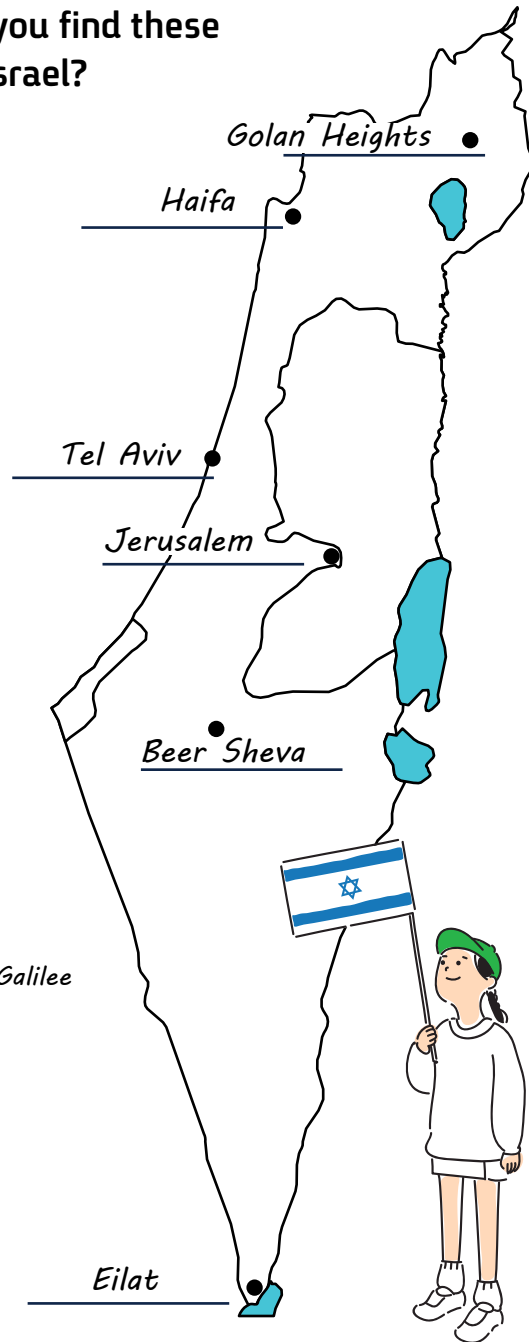 you find these
srael?
Golan Heights
Haifa
Tel Aviv
Jerusalem
Beer Sheva
Galilee
Eilat